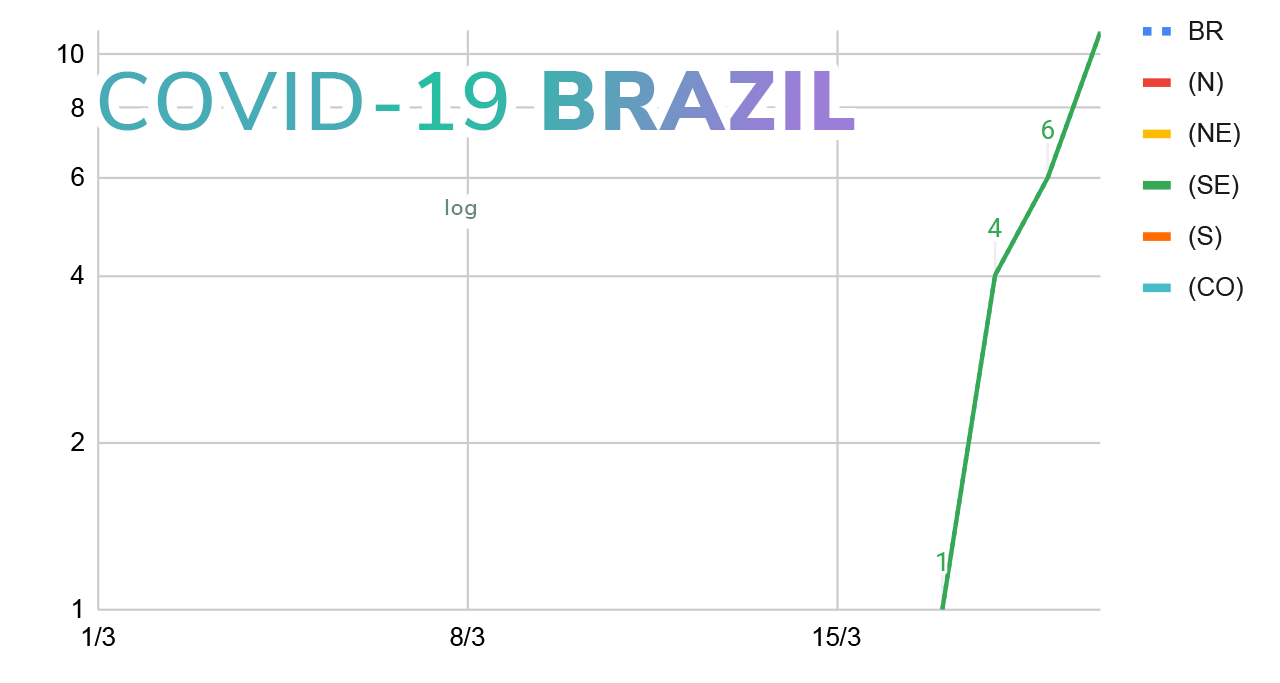 COVID-19 BRAZIL
log
10
8
6
4
2
1
1/3 8/3 15/3
1
4
6
BR
(N)
(NE)
(SE)
(S)
(CO)